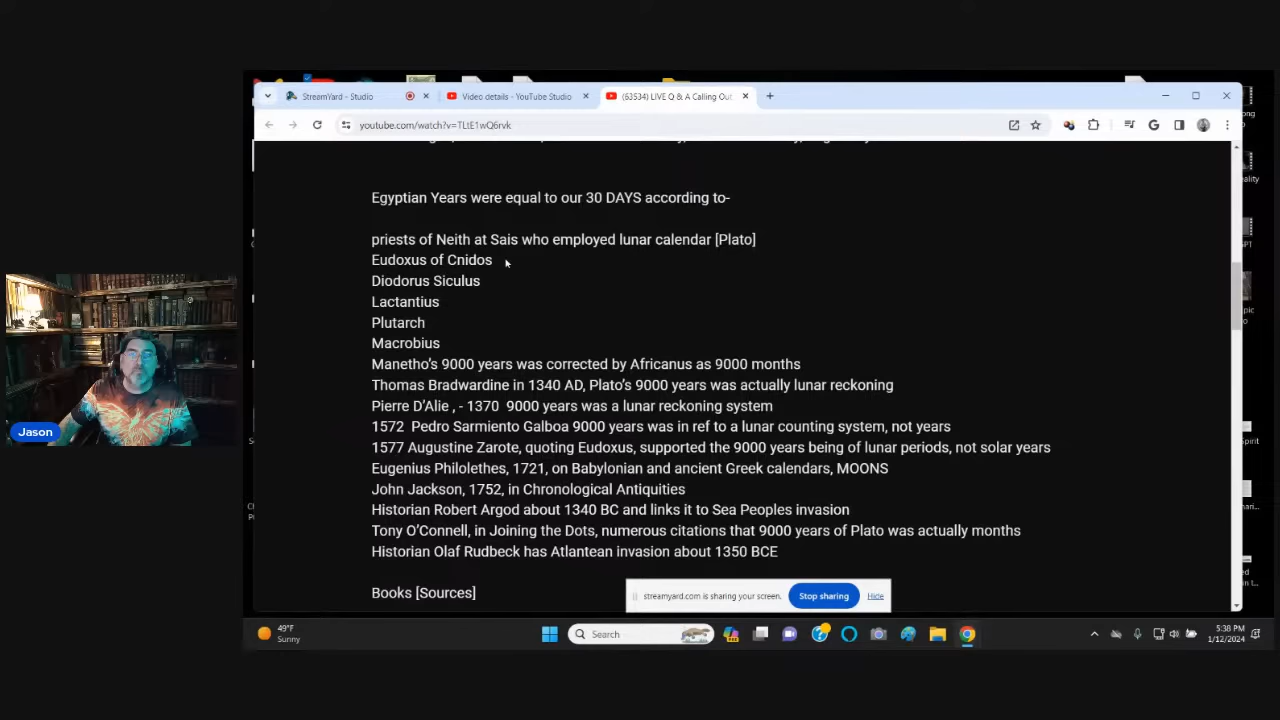 StreamYard - Studio
Video details - YouTube Studio
(63534) LIVE Q & A Calling Out
youtube.com/watch?v=TLtE1wQ6rvk
Egyptian Years were equal to our 30 DAYS according to-
priests of Neith at Sais who employed lunar calendar [Plato]
Eudoxus of Cnidos
Diodorus Siculus
Lactantius
Plutarch
Macrobius
Manetho's 9000 years was corrected by Africanus as 9000 months
Thomas Bradwardine in 1340 AD, Plato's 9000 years was actually lunar reckoning
Pierre D'Alie , - 1370  9000 years was a lunar reckoning system
1572  Pedro Sarmiento Galboa 9000 years was in ref to a lunar counting system, not years
1577 Augustine Zarote, quoting Eudoxus, supported the 9000 years being of lunar periods, not solar years
Eugenius Philolethes, 1721, on Babylonian and ancient Greek calendars, MOONS
John Jackson, 1752, in Chronological Antiquities
Historian Robert Argod about 1340 BC and links it to Sea Peoples invasion
Tony O'Connell, in Joining the Dots, numerous citations that 9000 years of Plato was actually months
Historian Olaf Rudbeck has Atlantean invasion about 1350 BCE
Books [Sources]
streamyard.com is sharing your screen.
Stop sharing
Hide
Jason
49°F
Sunny
Search
5:38 PM
1/12/2024